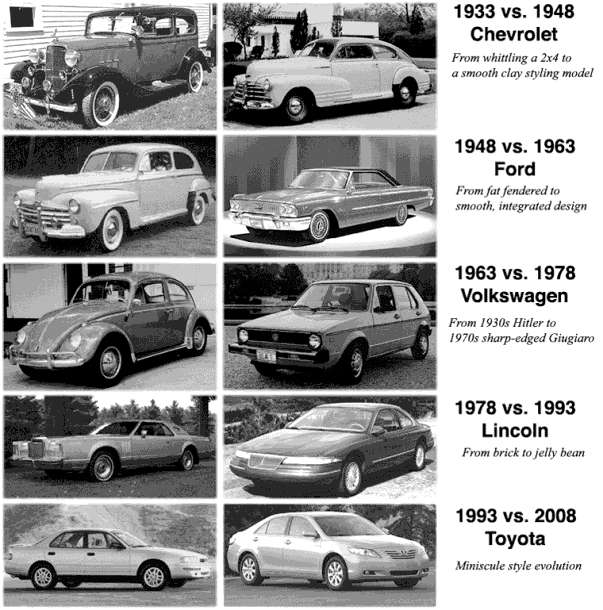 1933 vs. 1948
Chevrolet
From whittling a 2x4 to
a smooth clay styling model
1948 vs. 1963
Ford
From fat fendered to
smooth, integrated design
1963 vs. 1978
Volkswagen
From 1930s Hitler to
1970s sharp-edged Giugiaro
1978 vs. 1993
Lincoln
From brick to jelly bean
1993 vs. 2008
Toyota
Miniscule style evolution